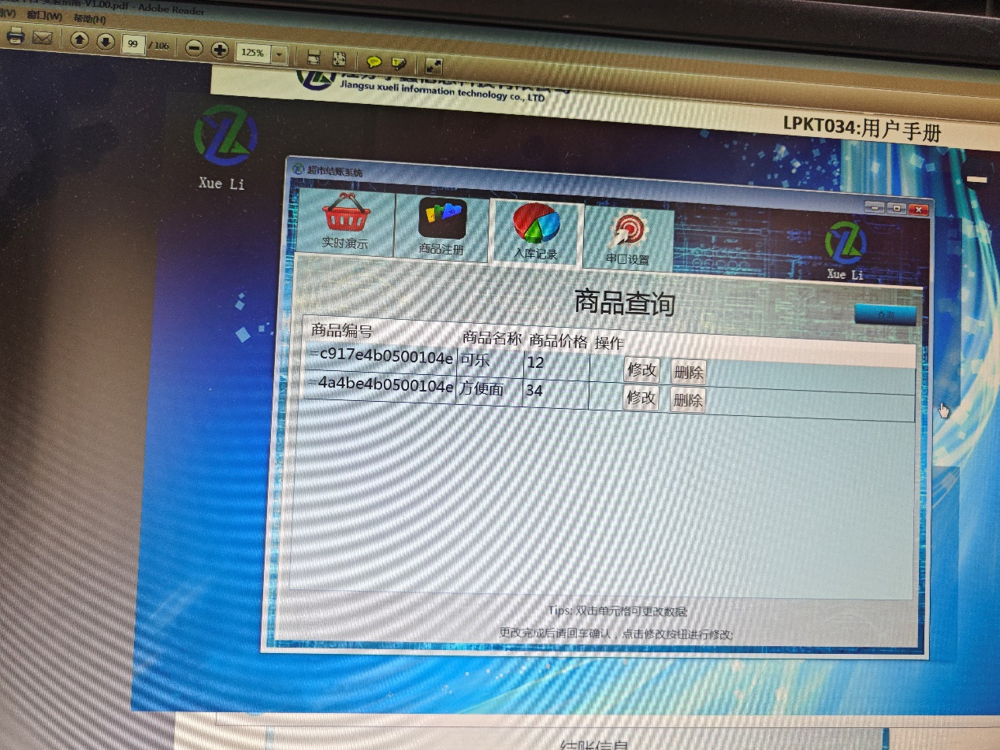 V1.00.pdf - Adobe Reader
窗口(W) 帮助(H)
99 / 106 125%
Jiangsu xueli information technology co., LTD
LPKT034:用户手册
Xue Li
超市结账系统
实时演示 商品注册 入库记录 串口设置
Xue Li
商品查询
商品编号 商品名称 商品价格 操作
=c917e4b0500104e 可乐 12 修改 删除
=4a4be4b0500104e 方便面 34 修改 删除
Tips: 双击单元格可更改数据;
更改完成后请回车确认，点击修改按钮进行修改;
结账信息